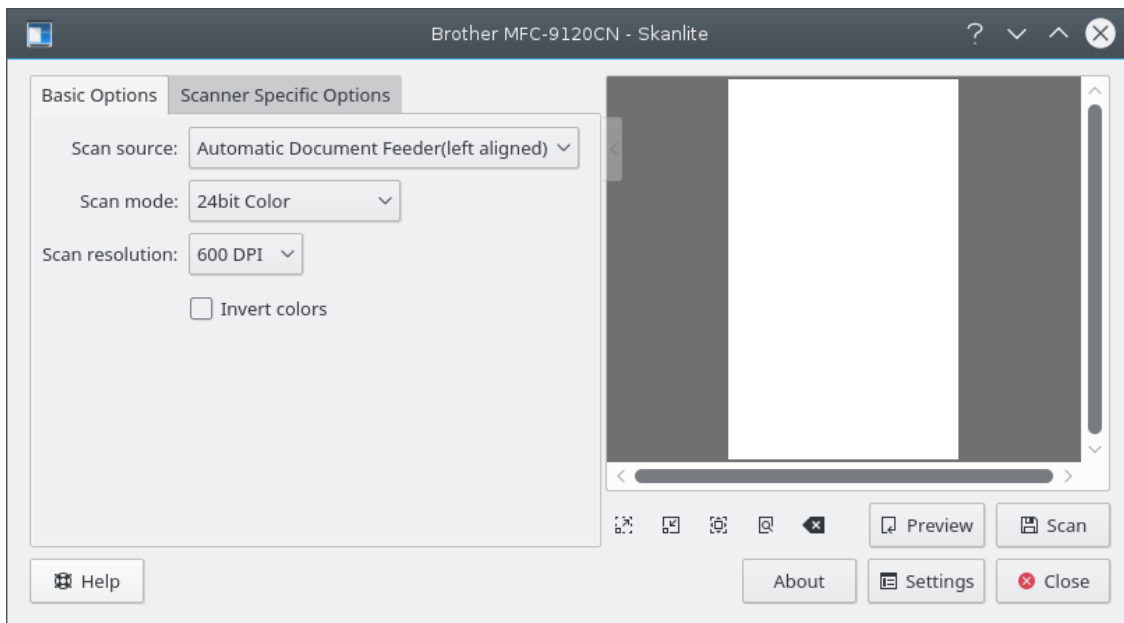 Brother MFC-9120CN - Skanlite
Basic Options Scanner Specific Options
Scan source: Automatic Document Feeder(left aligned)
Scan mode: 24bit Color
Scan resolution: 600 DPI
Invert colors
Preview Scan
Help About Settings Close